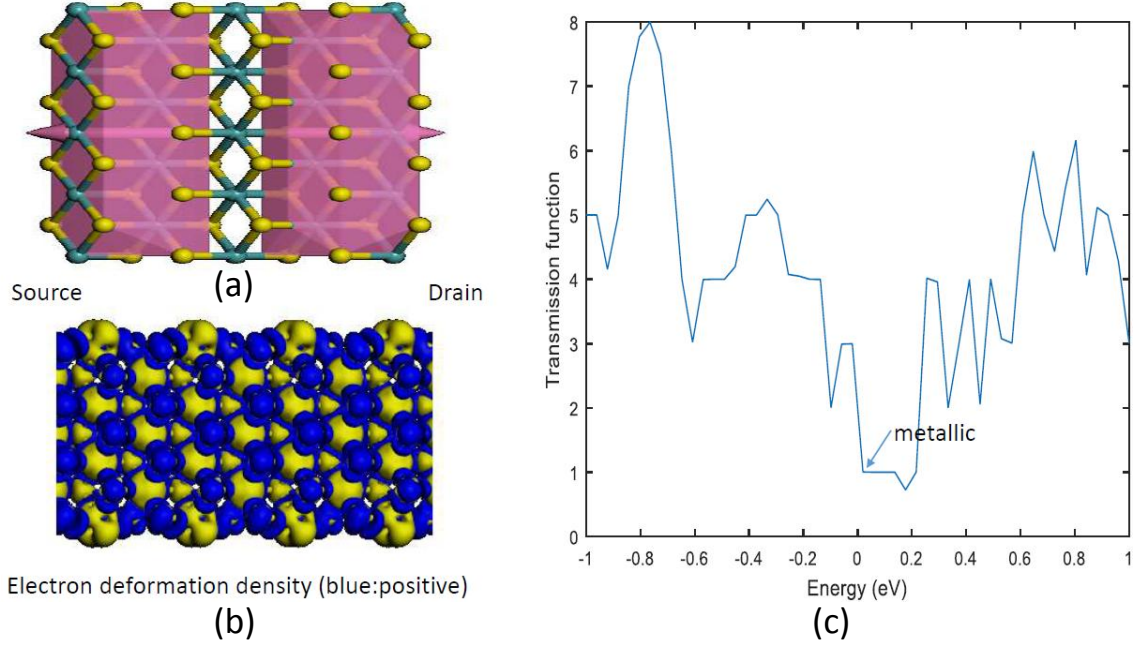 (a)
Source
Drain
Electron deformation density (blue:positive)
(b)
8
7
6
5
4
3
2
1
0
Transmission function
metallic
-1
-0.8
-0.6
-0.4
-0.2
0
0.2
0.4
0.6
0.8
1
Energy (eV)
(c)